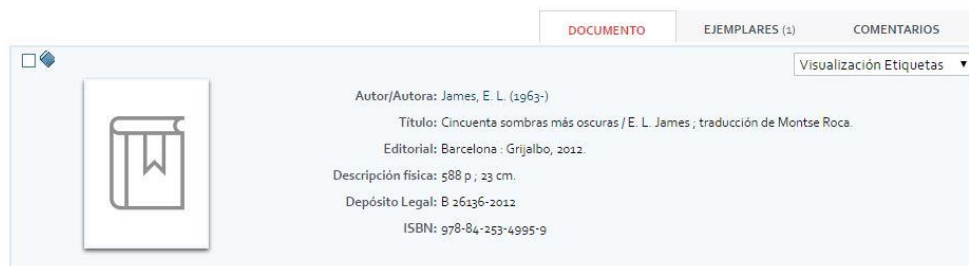 DOCUMENTO EJEMPLARES (1) COMENTARIOS
Visualización Etiquetas
Autor/Autora: James, E. L. (1963-)
Título: Cincuenta sombras más oscuras / E. L. James ; traducción de Montse Roca.
Editorial: Barcelona : Grijalbo, 2012.
Descripción física: 588 p ; 23 cm.
Depósito Legal: B 26136-2012
ISBN: 978-84-253-4995-9